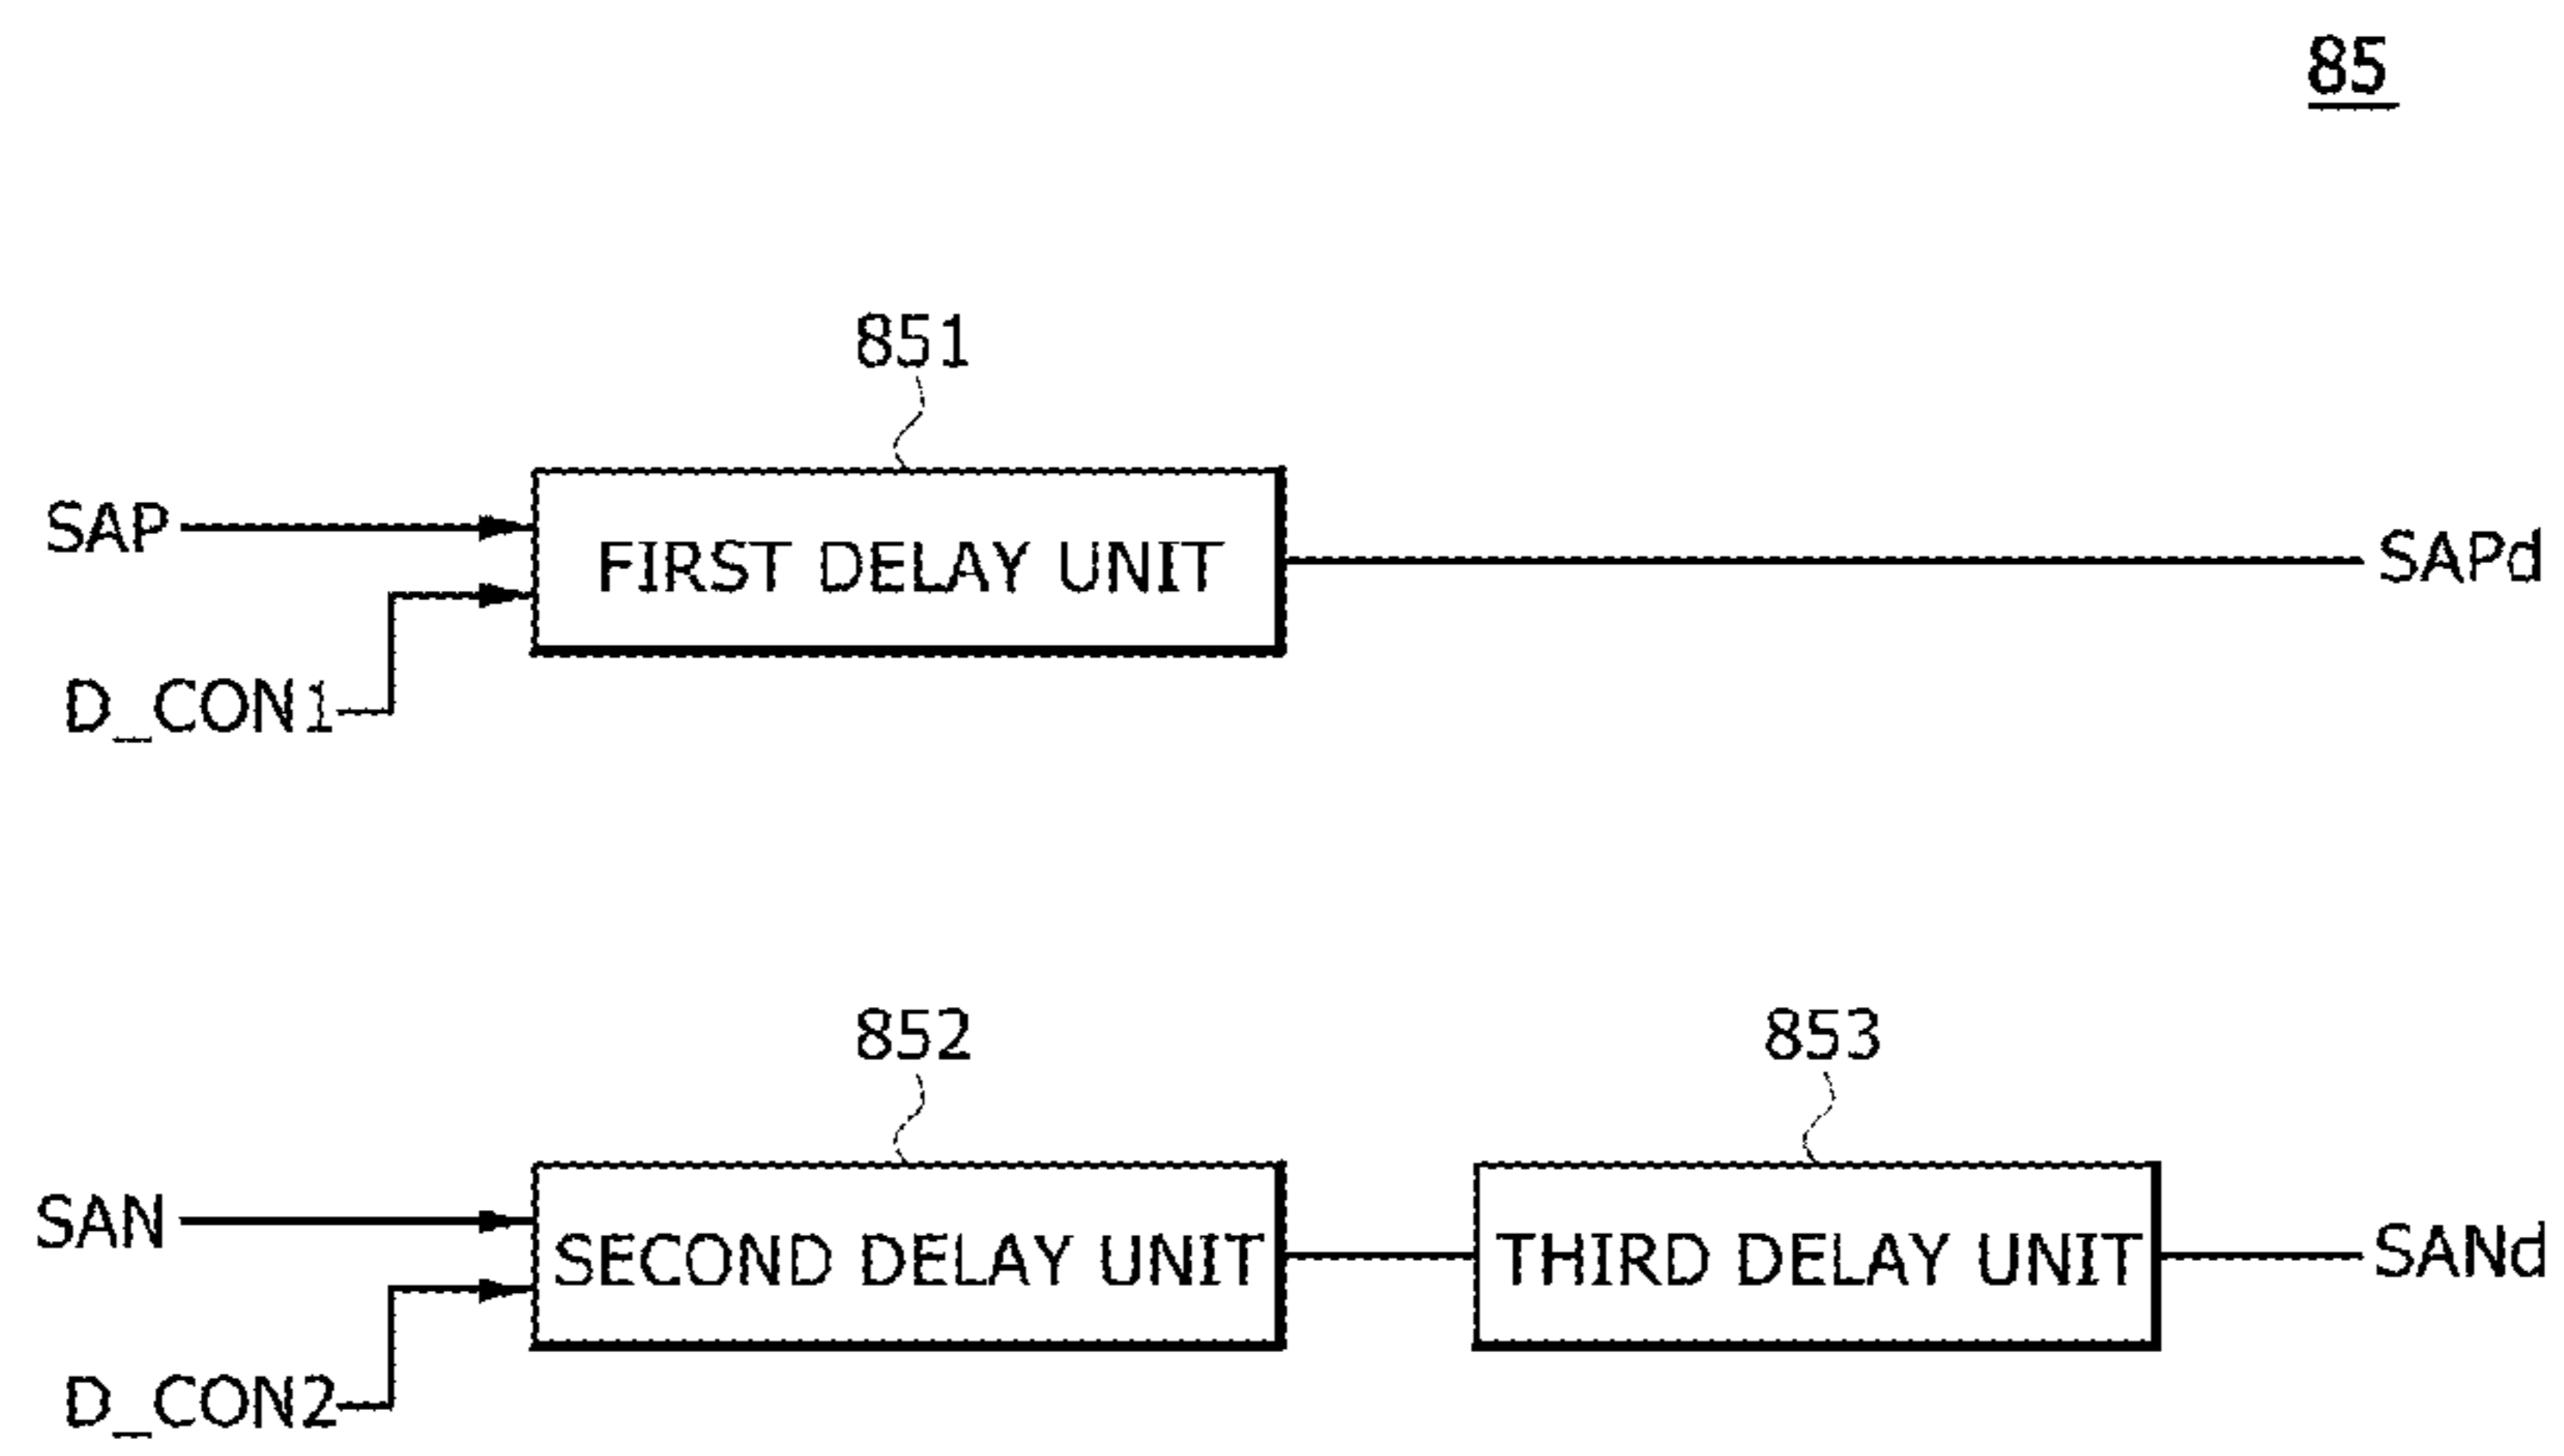 85
851
SAP
FIRST DELAY UNIT
SAPd
D_CON1
852
853
SAN
SECOND DELAY UNIT
THIRD DELAY UNIT
SANd
D_CON2